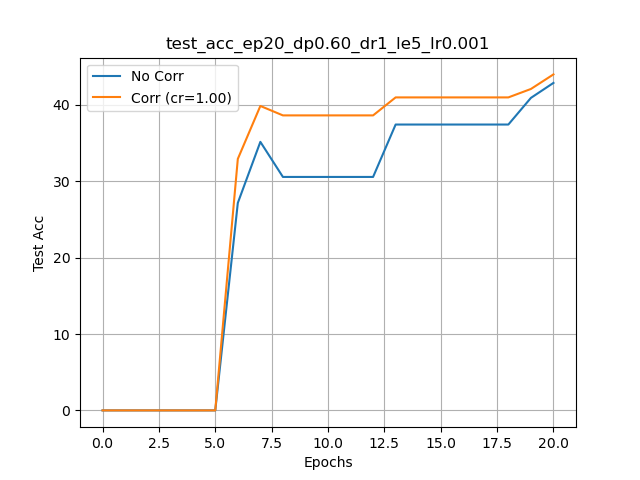 test_acc_ep20_dp0.60_dr1_le5_lr0.001
No Corr
Corr (cr=1.00)
40
30
20
10
0
Test Acc
0.0 2.5 5.0 7.5 10.0 12.5 15.0 17.5 20.0
Epochs